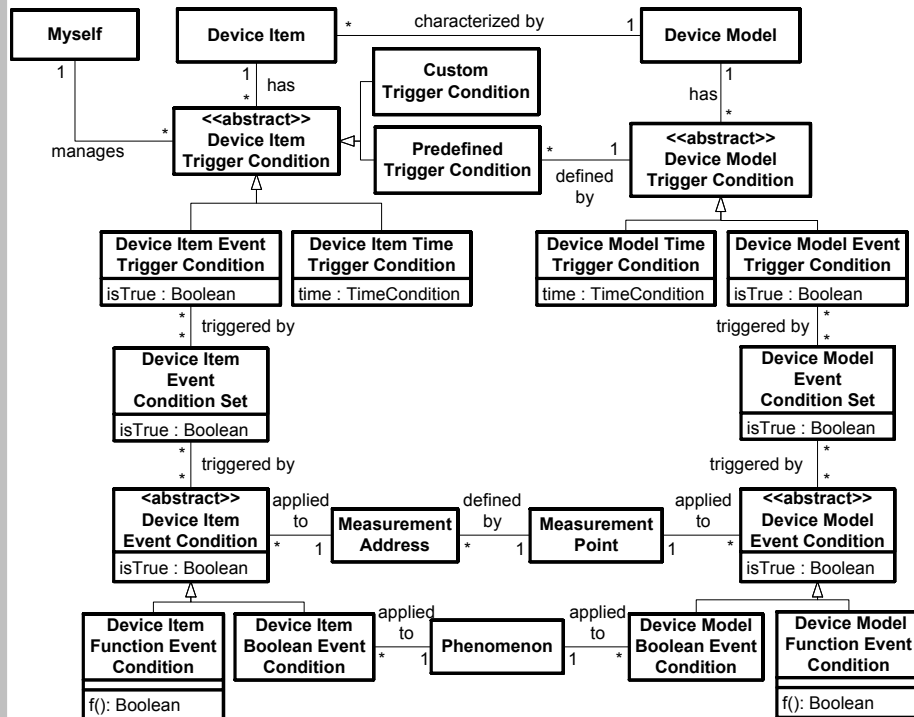 Myself
Device Item
Device Model
characterized by
* 1
1
1
1
has
has
*
*
*
manages
Custom
Trigger Condition
<<abstract>>
Device Item
Trigger Condition
Predefined
Trigger Condition
* 1
defined
by
<<abstract>>
Device Model
Trigger Condition
Device Item Event
Trigger Condition
isTrue : Boolean
Device Item Time
Trigger Condition
time : TimeCondition
Device Model Time
Trigger Condition
time : TimeCondition
Device Model Event
Trigger Condition
isTrue : Boolean
*
*
triggered by
*
*
triggered by
Device Item
Event
Condition Set
isTrue : Boolean
Device Model
Event
Condition Set
isTrue : Boolean
*
*
triggered by
*
*
triggered by
<abstract>>
Device Item
Event Condition
isTrue : Boolean
applied
to
* 1
Measurement
Address
defined
by
* 1
Measurement
Point
applied
to
1 *
<<abstract>>
Device Model
Event Condition
isTrue : Boolean
Device Item
Function Event
Condition
f(): Boolean
Device Item
Boolean Event
Condition
applied
to
* 1
Phenomenon
applied
to
1 *
Device Model
Boolean Event
Condition
Device Model
Function Event
Condition
f(): Boolean